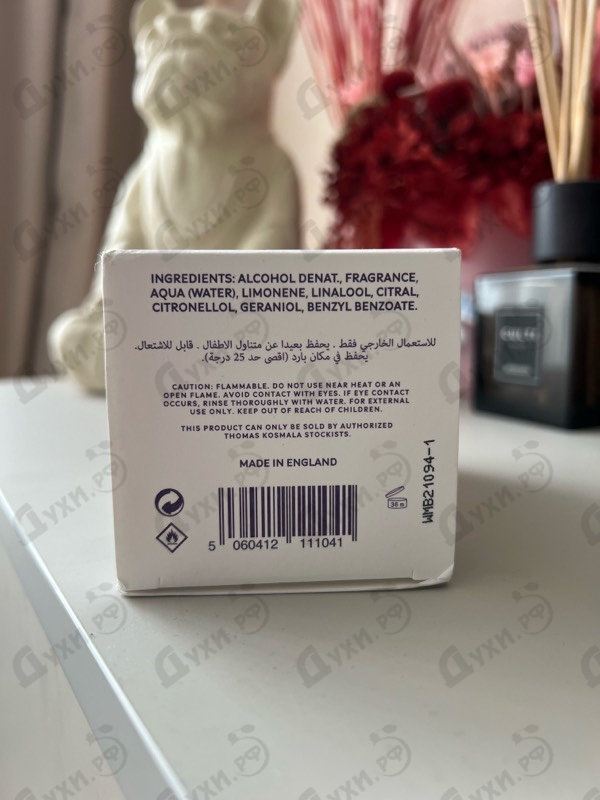 INGREDIENTS: ALCOHOL DENAT., FRAGRANCE,
AQUA (WATER), LIMONENE, LINALOOL, CITRAL,
CITRONELLOL, GERANIOL, BENZYL BENZOATE.
للاستعمال الخارجي فقط . يحفظ بعيدا عن متناول الاطفال . قابل للاشتعال.
يحفظ في مكان بارد (اقصى حد 25 درجة).
CAUTION: FLAMMABLE. DO NOT USE NEAR HEAT OR AN
OPEN FLAME. AVOID CONTACT WITH EYES. IF EYE CONTACT
OCCURS, RINSE THOROUGHLY WITH WATER. FOR EXTERNAL
USE ONLY. KEEP OUT OF REACH OF CHILDREN.
THIS PRODUCT CAN ONLY BE SOLD BY AUTHORIZED
THOMAS KOSMALA STOCKISTS.
MADE IN ENGLAND
36 m
WMB21094-1
5 060412 111041
Духи.рф